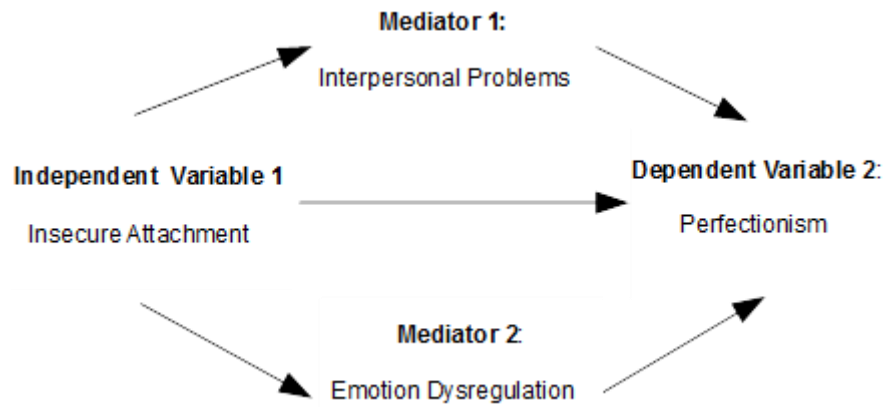 Mediator 1:
Interpersonal Problems
Independent Variable 1
Insecure Attachment
Dependent Variable 2:
Perfectionism
Mediator 2:
Emotion Dysregulation